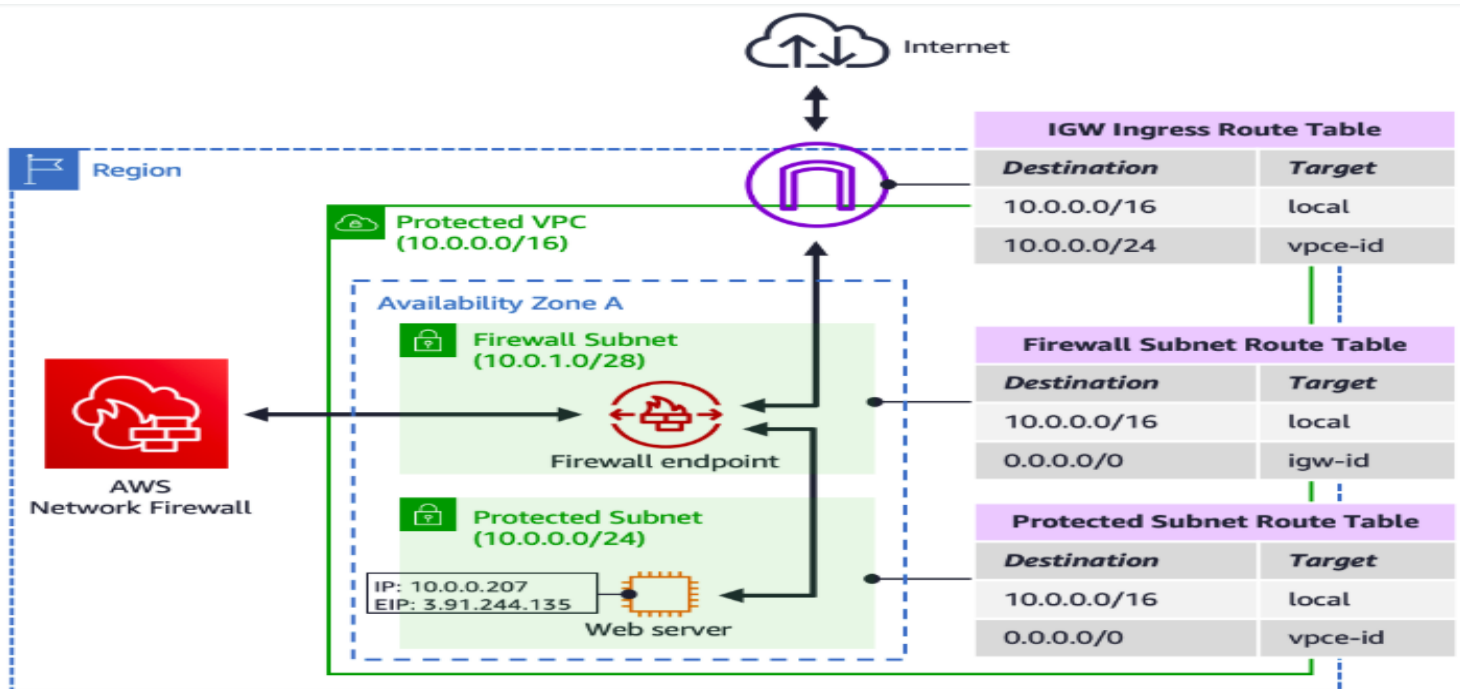 Internet
Region
Protected VPC
(10.0.0.0/16)
Availability Zone A
Firewall Subnet
(10.0.1.0/28)
Firewall endpoint
AWS
Network Firewall
Protected Subnet
(10.0.0.0/24)
IP: 10.0.0.207
EIP: 3.91.244.135
Web server
IGW Ingress Route Table
Destination Target
10.0.0.0/16 local
10.0.0.0/24 vpce-id
Firewall Subnet Route Table
Destination Target
10.0.0.0/16 local
0.0.0.0/0 igw-id
Protected Subnet Route Table
Destination Target
10.0.0.0/16 local
0.0.0.0/0 vpce-id